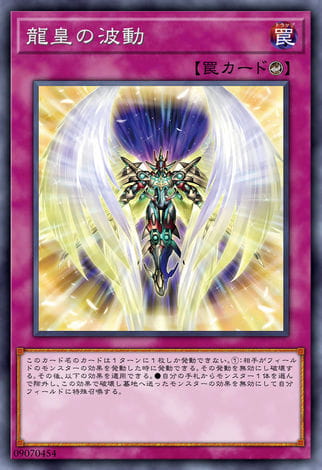 龍皇の波動
トラップ
罠
【罠カード】
このカード名のカードは1ターンに1枚しか発動できない。①:相手がフィール
ドのモンスターの効果を発動した時に発動できる。その発動を無効にし破壊す
る。その後、以下の効果を適用できる。●自分の手札からモンスター1体を選ん
で除外し、この効果で破壊し墓地へ送ったモンスターの効果を無効にして自分
フィールドに特殊召喚する。
09070454